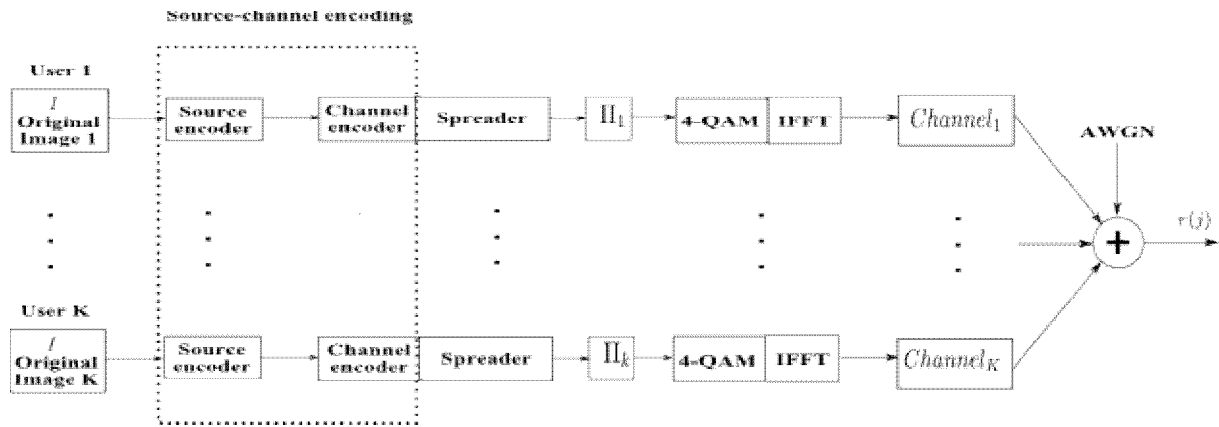 Source-channel encoding
User 1
I
Original
Image 1
Source
encoder
Channel
encoder
Spreader
Π1
4-QAM
IFFT
Channel1
AWGN
+
r(j)
User K
I
Original
Image K
Source
encoder
Channel
encoder
Spreader
Πk
4-QAM
IFFT
ChannelK